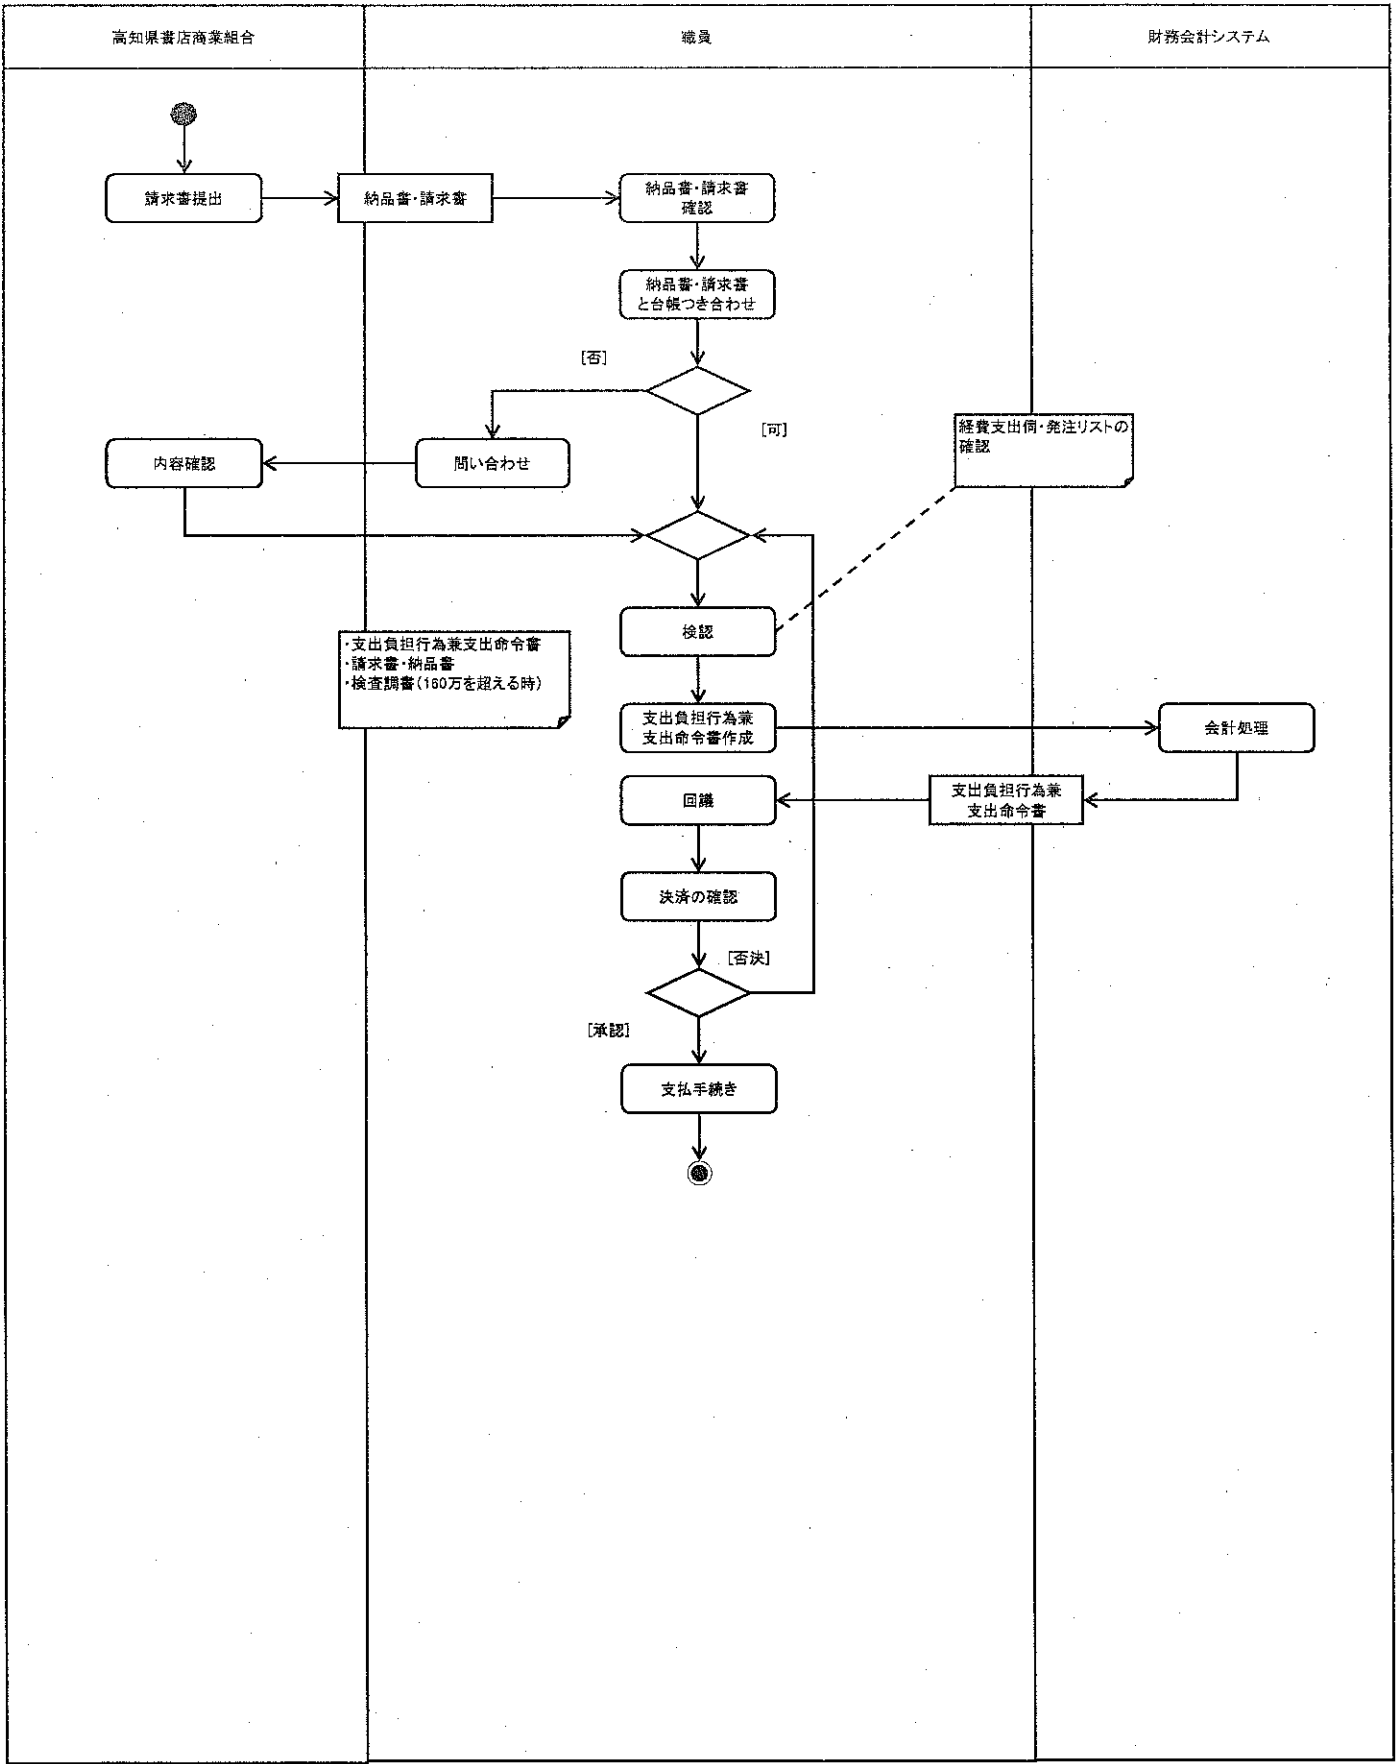 高知県書店商業組合
職員
財務会計システム
請求書提出
納品書・請求書
納品書・請求書
確認
納品書・請求書
と台帳つき合わせ
[否]
[可]
経費支出伺・発注リストの
確認
内容確認
問い合わせ
検認
・支出負担行為兼支出命令書
・請求書・納品書
・検査調書(160万を超える時)
支出負担行為兼
支出命令書作成
会計処理
回議
支出負担行為兼
支出命令書
決済の確認
[否決]
[承認]
支払手続き